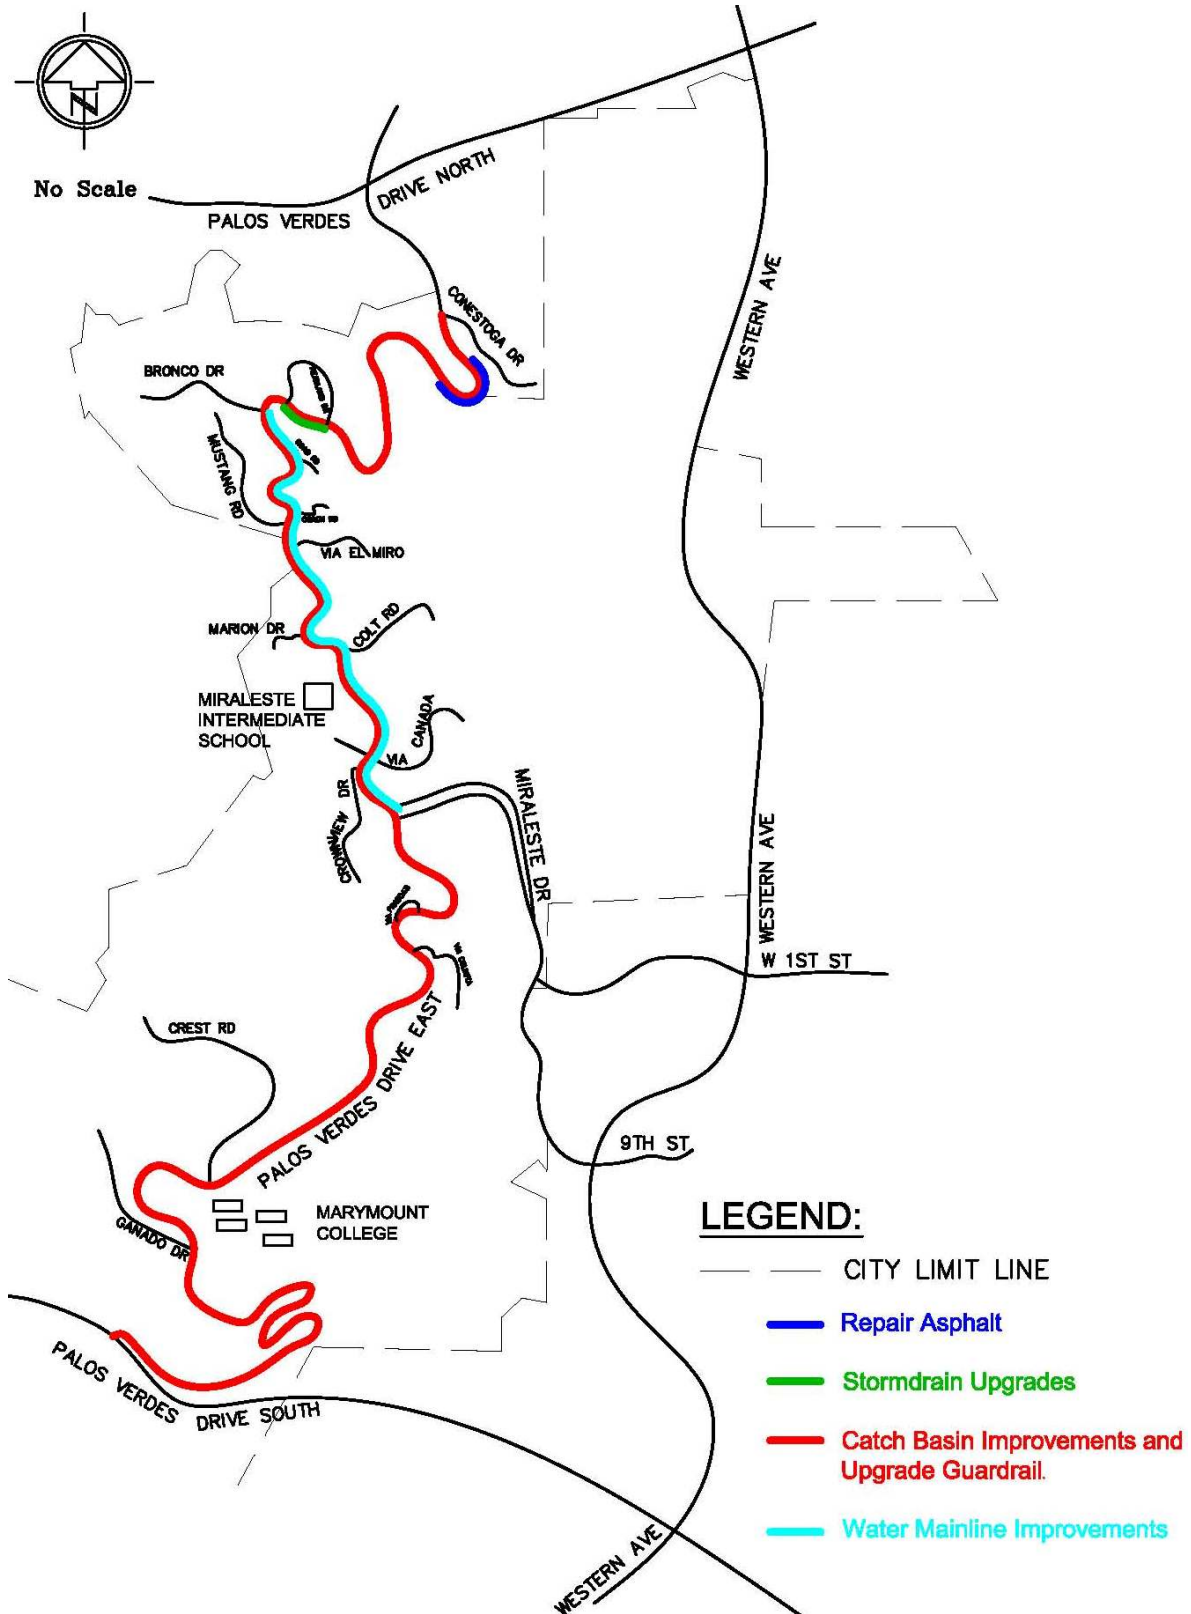 N
No Scale
PALOS VERDES
DRIVE NORTH
CONESTOGA DR
WESTERN AVE
BRONCO DR
MUSTANG RD
VIA EL MIRO
MARION DR
COLT RD
MIRALESTE
INTERMEDIATE
SCHOOL
VIA
CANADA
CROWNVIEW DR
MIRALESTE DR
WESTERN AVE
W 1ST ST
CREST RD
PALOS VERDES DRIVE EAST
9TH ST
GANADO DR
MARYMOUNT
COLLEGE
PALOS VERDES
DRIVE SOUTH
WESTERN AVE
LEGEND:
CITY LIMIT LINE
Repair Asphalt
Stormdrain Upgrades
Catch Basin Improvements and
Upgrade Guardrail.
Water Mainline Improvements